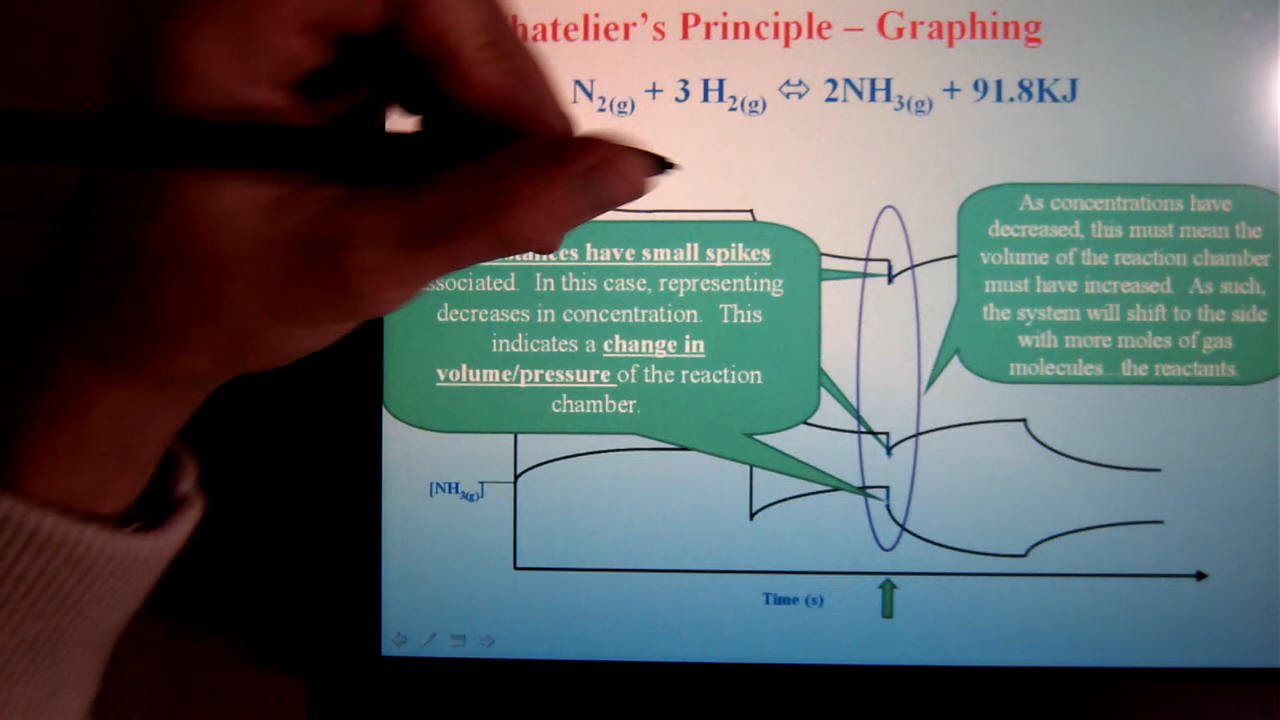 hatelier's Principle – Graphing
N2(g) + 3 H2(g) ⇔ 2NH3(g) + 91.8KJ
have small spikes
associated. In this case, representing
decreases in concentration. This
indicates a change in
volume/pressure of the reaction
chamber.
As concentrations have
decreased, this must mean the
volume of the reaction chamber
must have increased. As such,
the system will shift to the side
with more moles of gas
molecules...the reactants.
[NH3(g)]
Time (s)